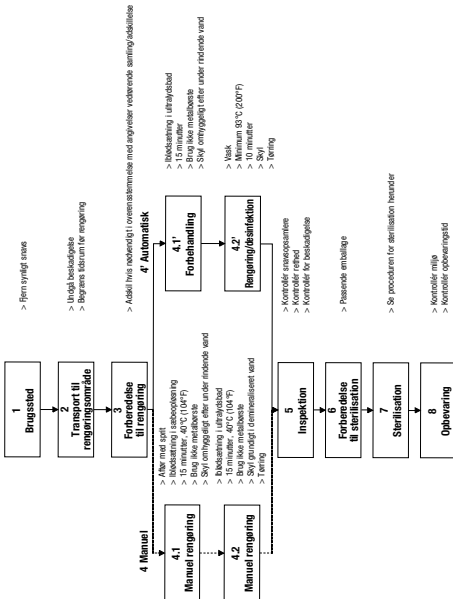 1
Brugssted
> Fjern synligt snavs
2
Transport til
rengøringsområde
> Undgå beskadigelse
> Begræns tidsrum før rengøring
3
Forberedelse
til rengøring
> Adskil hvis nødvendigt i overensstemmelse med angivelser vedrørende samling/adskillelse
4 Manuel
4' Automatisk
> Aftør med sprit
> Iblødsætning i sæbeopløsning
> 15 minutter, 40°C (104°F)
> Brug ikke metalbørste
> Skyl omhyggeligt efter under rindende vand
4.1
Manuel rengøring
> Iblødsætning i ultralydsbad
> 15 minutter, 40°C (104°F)
> Brug ikke metalbørste
> Skyl grundigt i demineraliseret vand
> Tørring
4.2
Manuel rengøring
4.1'
Forbehandling
> Iblødsætning i ultralydsbad
> 15 minutter
> Brug ikke metalbørste
> Skyl omhyggeligt efter under rindende vand
4.2'
Rengøring/desinfektion
> Vask
> Minimum 93°C (200°F)
> 10 minutter
> Skyl
> Tørring
5
Inspektion
> Kontrollér snavsopsamlere
> Kontrollér rethed
> Kontrollér for beskadigelse
6
Forberedelse
til sterilisation
> Passende emballage
7
Sterilisation
> Se proceduren for sterilisation herunder
8
Opbevaring
> Kontrollér miljø
> Kontrollér opbevaringstid